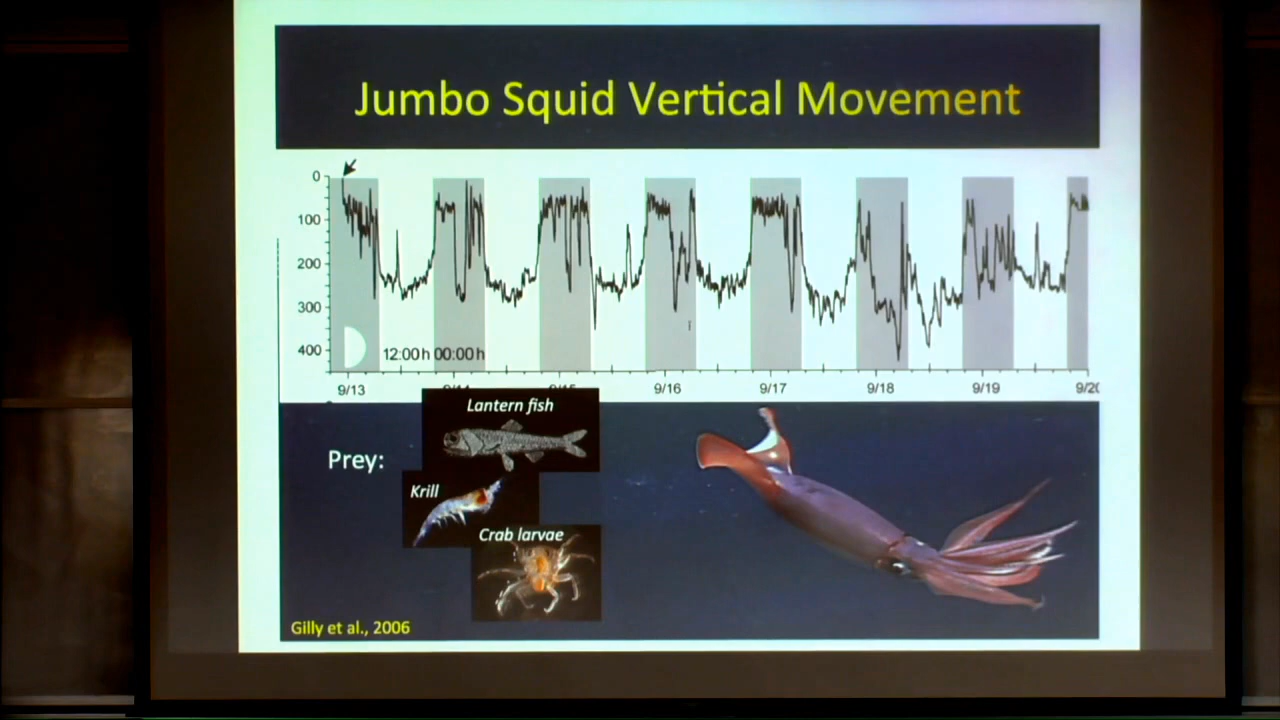 Jumbo Squid Vertical Movement
0
100
200
300
400
12:00h 00:00h
9/13 9/14 9/15 9/16 9/17 9/18 9/19 9/20
Lantern fish
Prey:
Krill
Crab larvae
Gilly et al., 2006